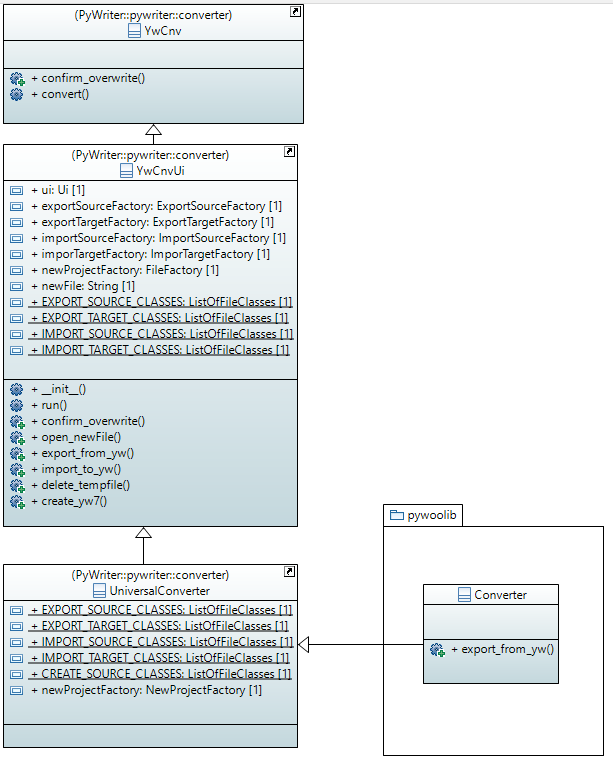 (PyWriter::pywriter::converter)
YwCnv
+ confirm_overwrite()
+ convert()
(PyWriter::pywriter::converter)
YwCnvUi
+ ui: Ui [1]
+ exportSourceFactory: ExportSourceFactory [1]
+ exportTargetFactory: ExportTargetFactory [1]
+ importSourceFactory: ImportSourceFactory [1]
+ imporTargetFactory: ImporTargetFactory [1]
+ newProjectFactory: FileFactory [1]
+ newFile: String [1]
+ EXPORT_SOURCE_CLASSES: ListOfFileClasses [1]
+ EXPORT_TARGET_CLASSES: ListOfFileClasses [1]
+ IMPORT_SOURCE_CLASSES: ListOfFileClasses [1]
+ IMPORT_TARGET_CLASSES: ListOfFileClasses [1]
+ __init__()
+ run()
+ confirm_overwrite()
+ open_newFile()
+ export_from_yw()
+ import_to_yw()
+ delete_tempfile()
+ create_yw7()
(PyWriter::pywriter::converter)
UniversalConverter
+ EXPORT_SOURCE_CLASSES: ListOfFileClasses [1]
+ EXPORT_TARGET_CLASSES: ListOfFileClasses [1]
+ IMPORT_SOURCE_CLASSES: ListOfFileClasses [1]
+ IMPORT_TARGET_CLASSES: ListOfFileClasses [1]
+ CREATE_SOURCE_CLASSES: ListOfFileClasses [1]
+ newProjectFactory: NewProjectFactory [1]
pywoolib
Converter
+ export_from_yw()